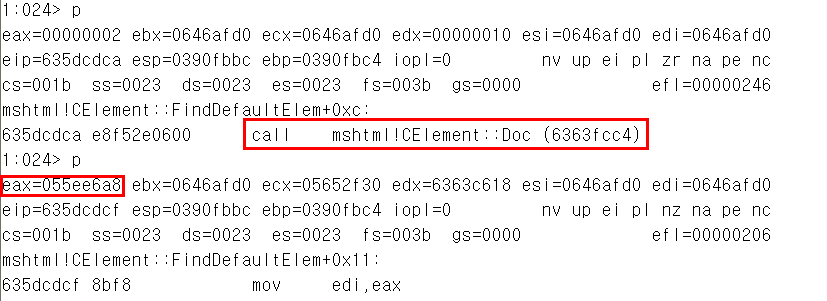 1:024> p
eax=00000002 ebx=0646afd0 ecx=0646afd0 edx=00000010 esi=0646afd0 edi=0646afd0
eip=635dcdca esp=0390fbbc ebp=0390fbc4 iopl=0 nv up ei pl zr na pe nc
cs=001b ss=0023 ds=0023 es=0023 fs=003b gs=0000 efl=00000246
mshtml!CElement::FindDefaultElem+0xc:
635dcdca e8f52e0600 call mshtml!CElement::Doc (6363fcc4)
1:024> p
eax=055ee6a8 ebx=0646afd0 ecx=05652f30 edx=6363c618 esi=0646afd0 edi=0646afd0
eip=635dcdcf esp=0390fbbc ebp=0390fbc4 iopl=0 nv up ei pl nz na pe nc
cs=001b ss=0023 ds=0023 es=0023 fs=003b gs=0000 efl=00000206
mshtml!CElement::FindDefaultElem+0x11:
635dcdcf 8bf8 mov edi,eax